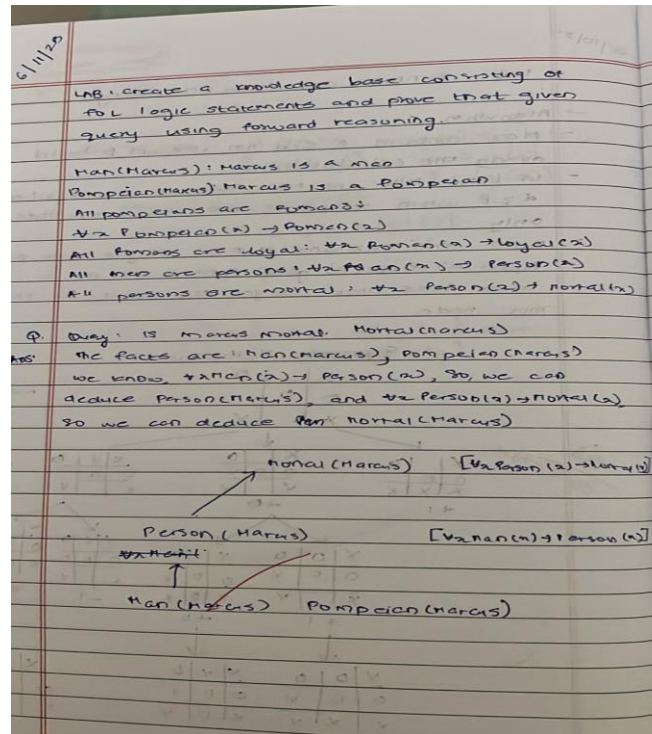 6/11/25
LAB: Create a knowledge base consisting of
FOL logic statements and prove that given
query using forward reasoning.
Man(Marcus): Marcus is a man
Pompeian(Marcus): Marcus is a Pompeian
All pompeians are Romans:
∀x Pompeian(x) → Roman(x)
All Romans are loyal: ∀x Roman(x) → loyal(x)
All men are persons: ∀x Man(x) → Person(x)
All persons are mortal: ∀x Person(x) → mortal(x)
Q. Query: is marcus mortal. Mortal(marcus)
Ans. The facts are: Man(marcus), Pompeian(marcus)
we know, ∀x Men(x) → Person(x), So, we can
deduce Person(Marcus), and ∀x Person(x) → mortal(x)
so we can deduce mortal(Marcus)
mortal(Marcus) [∀x Person(x) → mortal(x)]
Person(Marcus) [∀x man(x) → Person(x)]
Man(Marcus) Pompeian(marcus)